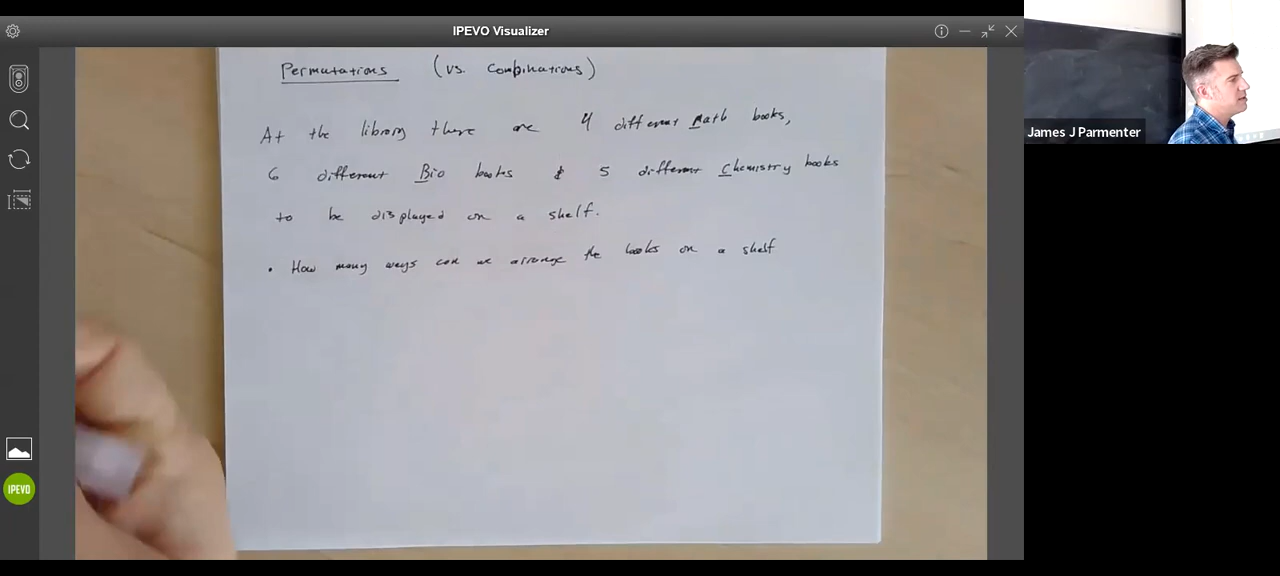 IPEVO Visualizer
Permutations (vs. Combinations)
At the library there are 4 different Math books,
6 different Bio books & 5 different Chemistry books
to be displayed on a shelf.
• How many ways can we arrange the books on a shelf
James J Parmenter
IPEVO